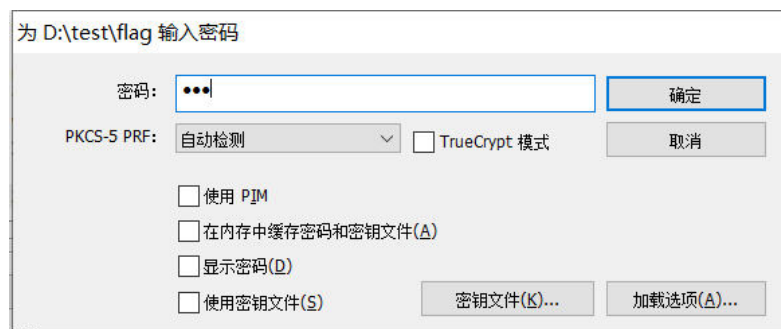 为 D:\test\flag 输入密码
密码: ●●● 确定
PKCS-5 PRF: 自动检测 TrueCrypt 模式 取消
使用 PIM
在内存中缓存密码和密钥文件(A)
显示密码(D)
使用密钥文件(S) 密钥文件(K)... 加载选项(A)...